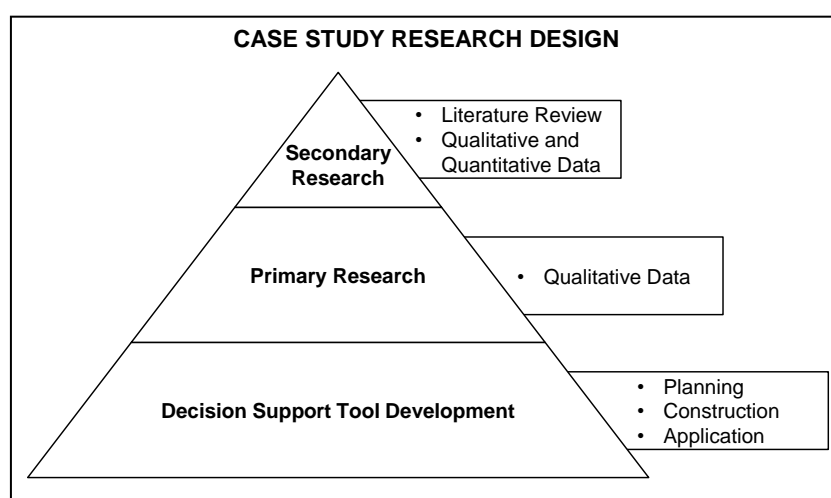 CASE STUDY RESEARCH DESIGN
Secondary
Research
• Literature Review
• Qualitative and
Quantitative Data
Primary Research
• Qualitative Data
Decision Support Tool Development
• Planning
• Construction
• Application